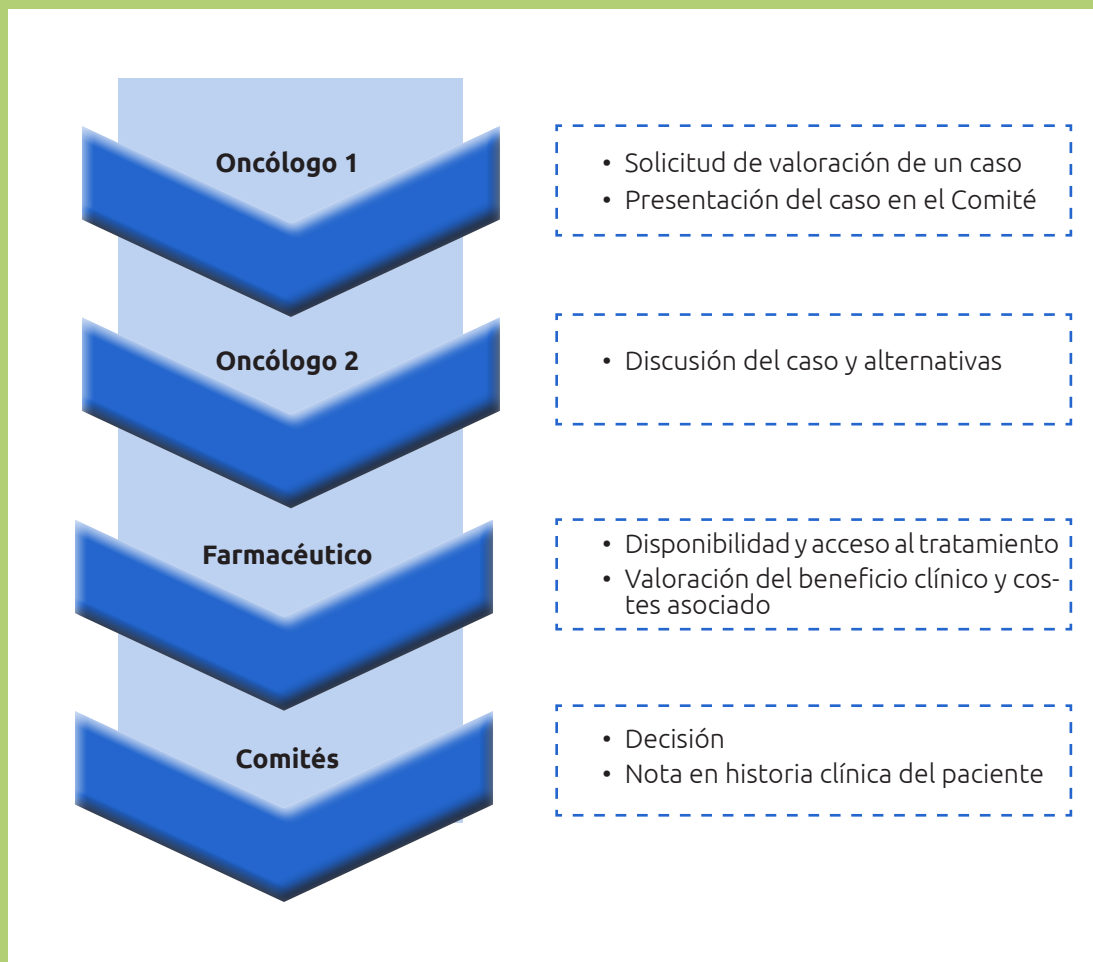 Oncólogo 1
• Solicitud de valoración de un caso
• Presentación del caso en el Comité
Oncólogo 2
• Discusión del caso y alternativas
Farmacéutico
• Disponibilidad y acceso al tratamiento
• Valoración del beneficio clínico y cos-
tes asociado
Comités
• Decisión
• Nota en historia clínica del paciente